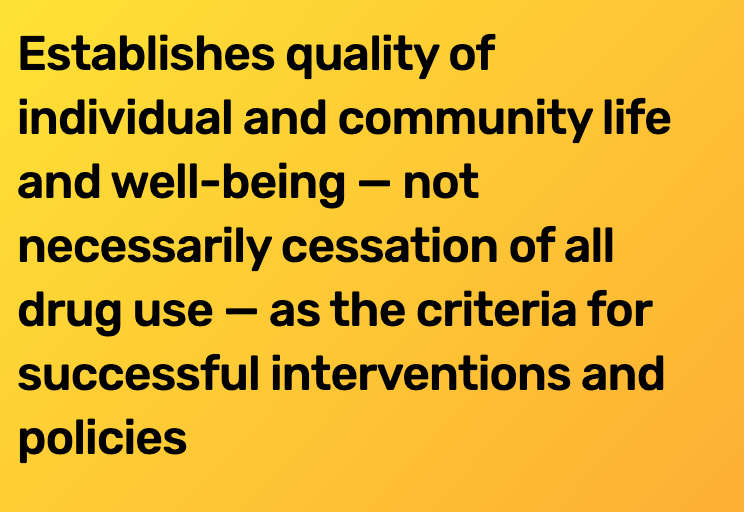 Establishes quality of
individual and community life
and well-being — not
necessarily cessation of all
drug use — as the criteria for
successful interventions and
policies